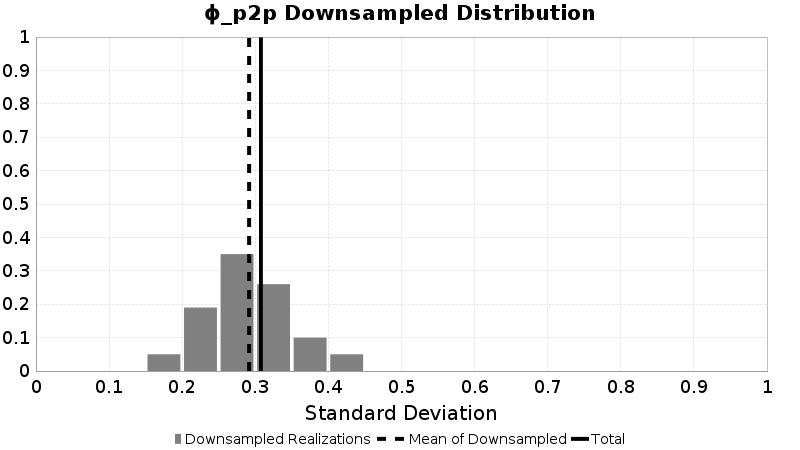 ϕ_p2p Downsampled Distribution
1
0.9
0.8
0.7
0.6
0.5
0.4
0.3
0.2
0.1
0
0 0.1 0.2 0.3 0.4 0.5 0.6 0.7 0.8 0.9 1
Standard Deviation
Downsampled Realizations Mean of Downsampled Total